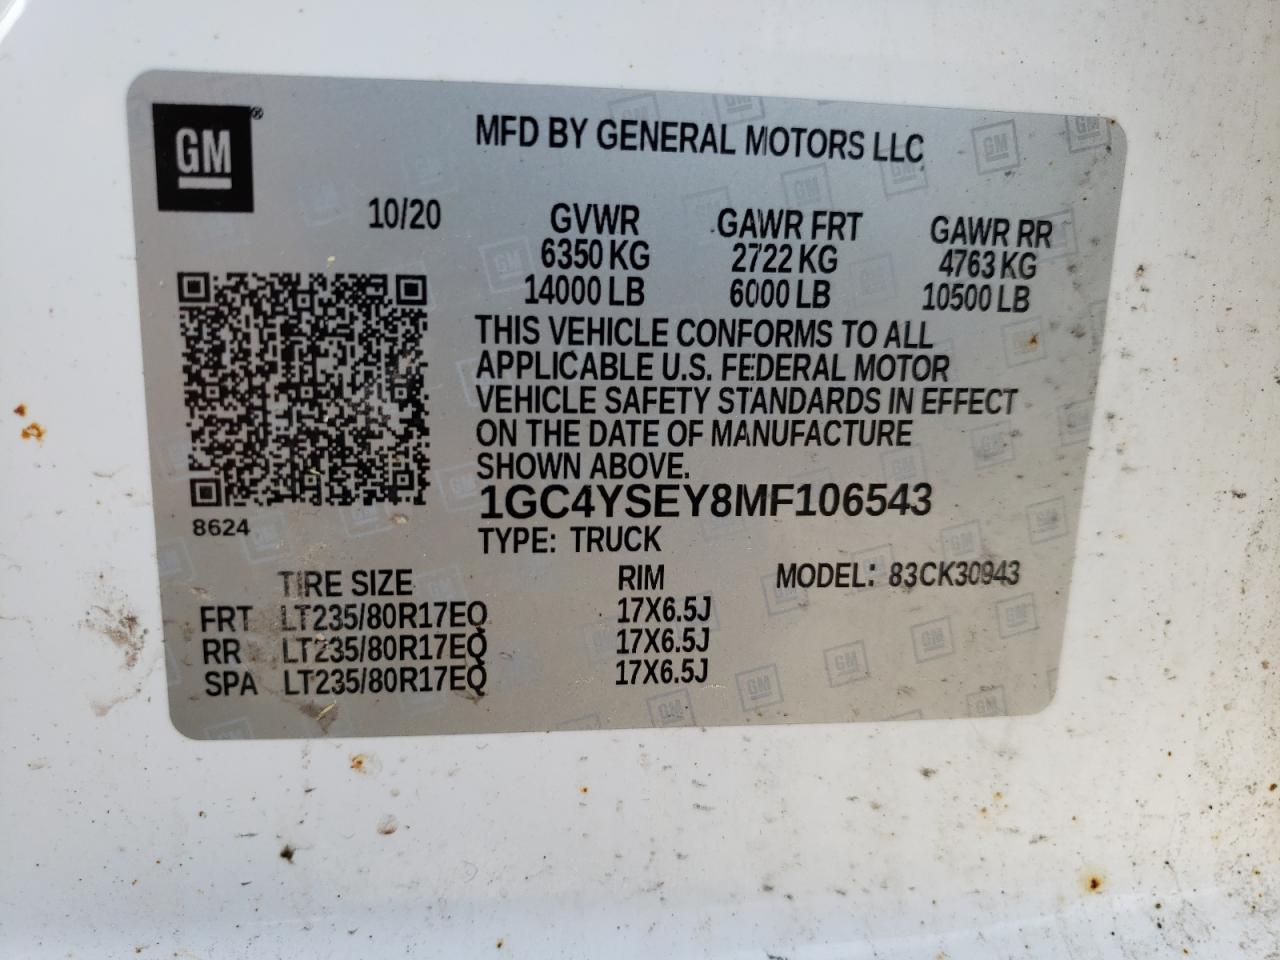 GM®
MFD BY GENERAL MOTORS LLC
10/20
GVWR GAWR FRT GAWR RR
6350 KG 2722 KG 4763 KG
14000 LB 6000 LB 10500 LB
THIS VEHICLE CONFORMS TO ALL
APPLICABLE U.S. FEDERAL MOTOR
VEHICLE SAFETY STANDARDS IN EFFECT
ON THE DATE OF MANUFACTURE
SHOWN ABOVE.
1GC4YSEY8MF106543
8624
TYPE: TRUCK
TIRE SIZE RIM MODEL: 83CK30943
FRT LT235/80R17EQ 17X6.5J
RR LT235/80R17EQ 17X6.5J
SPA LT235/80R17EQ 17X6.5J